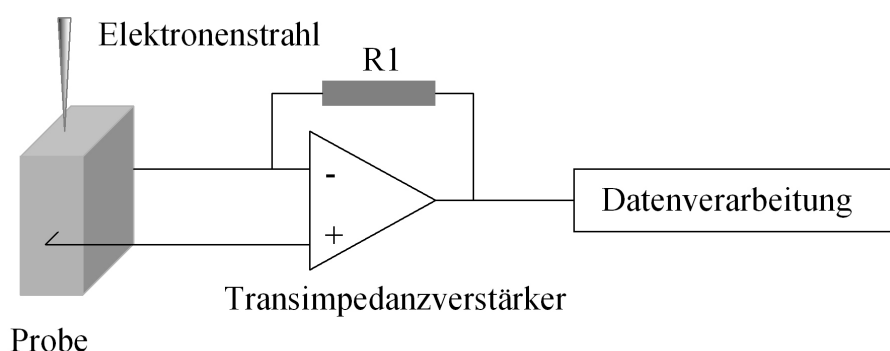 Elektronenstrahl
R1
-
+
Datenverarbeitung
Transimpedanzverstärker
Probe